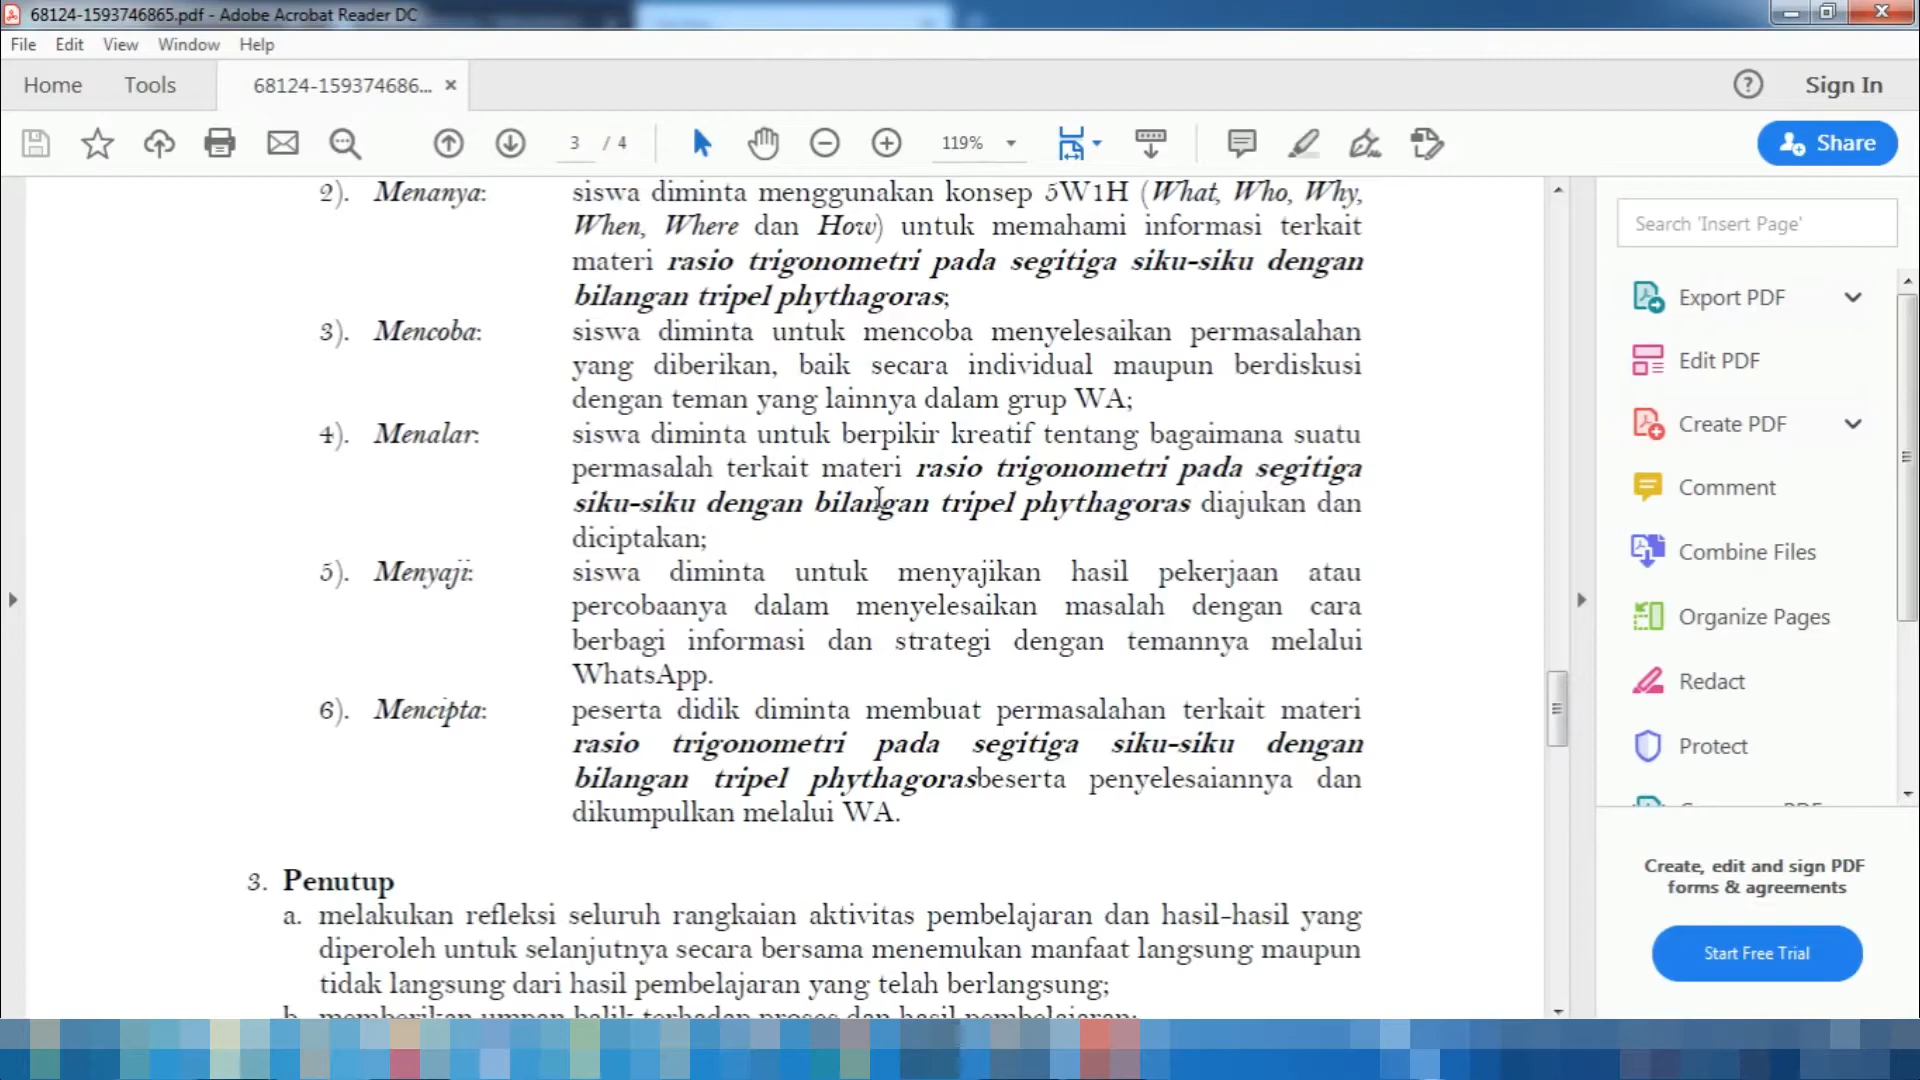 68124-1593746865.pdf - Adobe Acrobat Reader DC
File Edit View Window Help
Home Tools 68124-159374686... × ? Sign In
3 / 4 119% Share
2). Menanya: siswa diminta menggunakan konsep 5W1H (What, Who, Why,
When, Where dan How) untuk memahami informasi terkait
materi rasio trigonometri pada segitiga siku-siku dengan
bilangan tripel phythagoras;
3). Mencoba: siswa diminta untuk mencoba menyelesaikan permasalahan
yang diberikan, baik secara individual maupun berdiskusi
dengan teman yang lainnya dalam grup WA;
4). Menalar: siswa diminta untuk berpikir kreatif tentang bagaimana suatu
permasalah terkait materi rasio trigonometri pada segitiga
siku-siku dengan bilangan tripel phythagoras diajukan dan
diciptakan;
5). Menyaji: siswa diminta untuk menyajikan hasil pekerjaan atau
percobaanya dalam menyelesaikan masalah dengan cara
berbagi informasi dan strategi dengan temannya melalui
WhatsApp.
6). Mencipta: peserta didik diminta membuat permasalahan terkait materi
rasio trigonometri pada segitiga siku-siku dengan
bilangan tripel phythagorasbeserta penyelesaiannya dan
dikumpulkan melalui WA.
3. Penutup
a. melakukan refleksi seluruh rangkaian aktivitas pembelajaran dan hasil-hasil yang
diperoleh untuk selanjutnya secara bersama menemukan manfaat langsung maupun
tidak langsung dari hasil pembelajaran yang telah berlangsung;
b. memberikan umpan balik terhadap proses dan hasil pembelajaran;
Search 'Insert Page'
Export PDF
Edit PDF
Create PDF
Comment
Combine Files
Organize Pages
Redact
Protect
Create, edit and sign PDF
forms & agreements
Start Free Trial